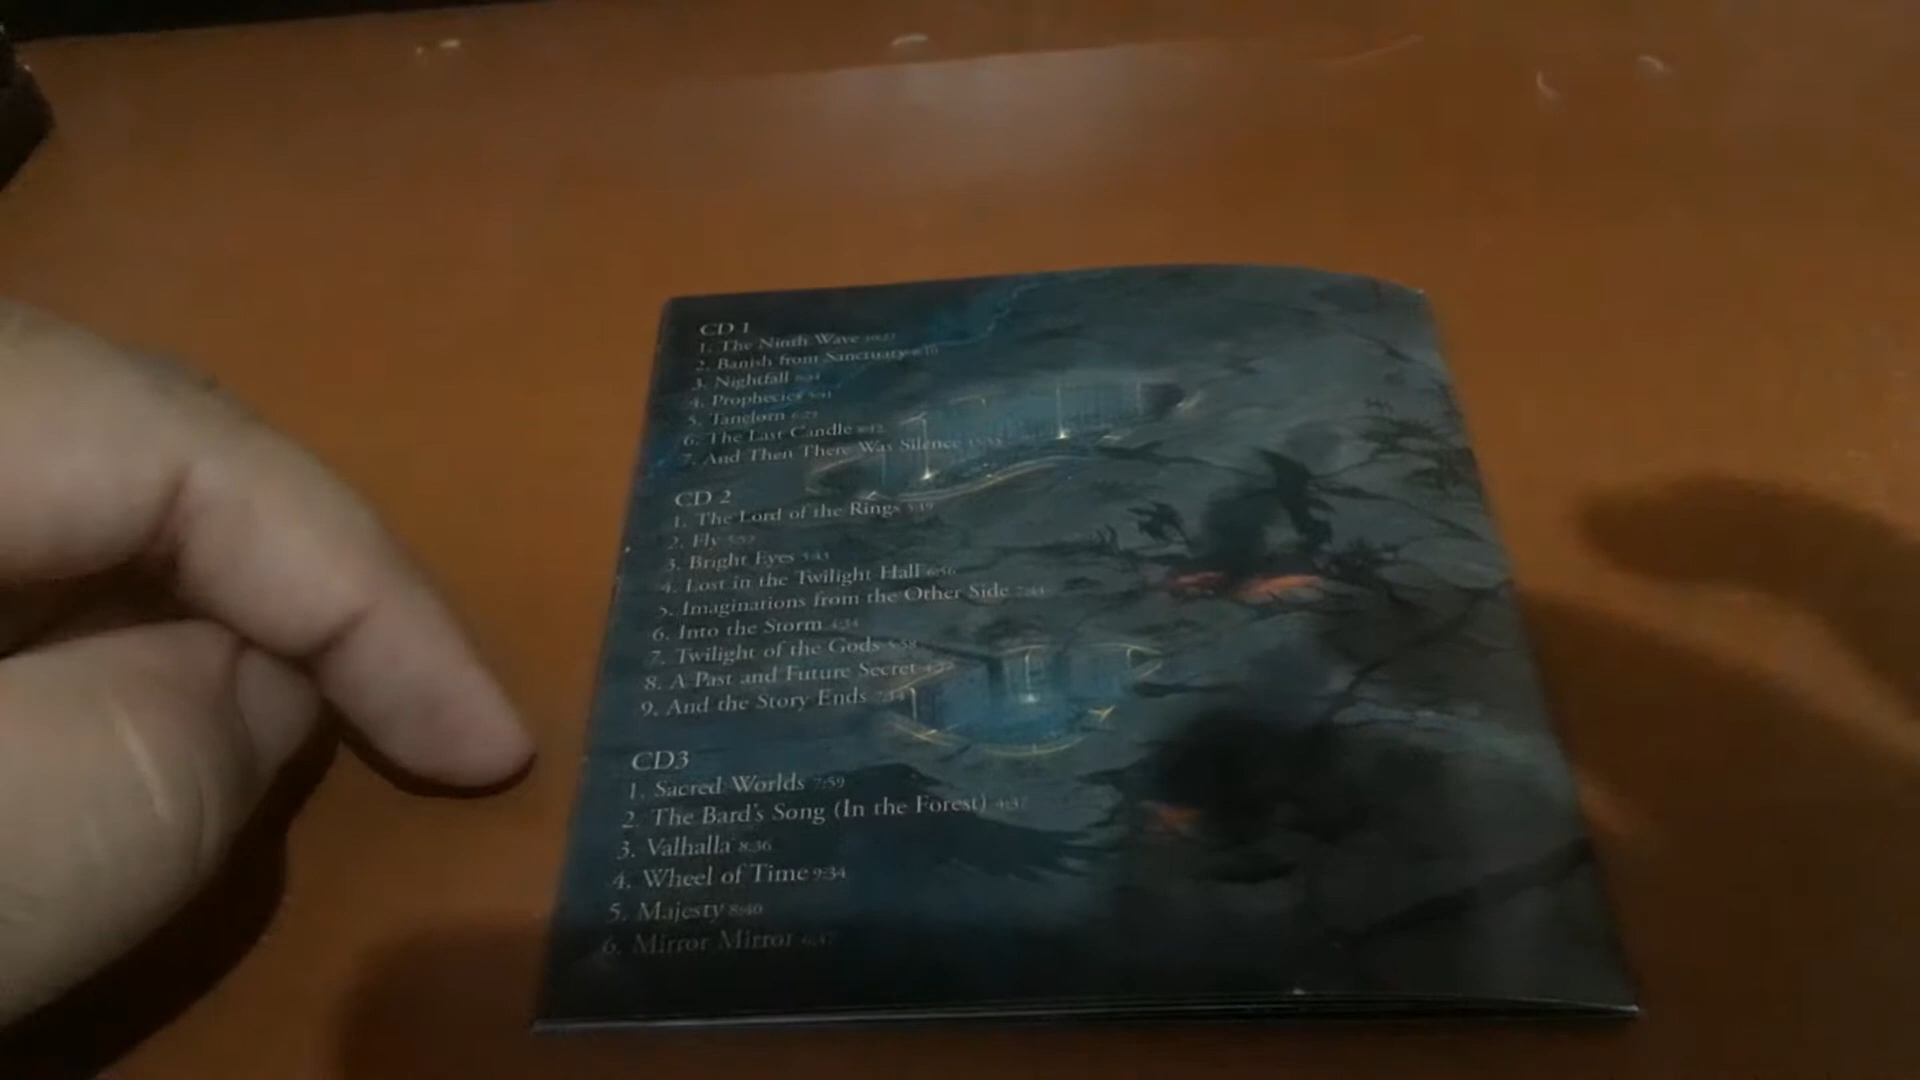 CD 1
1. The Ninth Wave
2. Banish from Sanctuary
3. Nightfall
4. Prophecies
5. Tanelorn
6. The Last Candle
7. And Then There Was Silence
CD 2
1. The Lord of the Rings
2. Fly
3. Bright Eyes
4. Lost in the Twilight Hall 6:56
5. Imaginations from the Other Side
6. Into the Storm 4:34
7. Twilight of the Gods
8. A Past and Future Secret
9. And the Story Ends
CD3
1. Sacred Worlds 7:59
2. The Bard's Song (In the Forest)
3. Valhalla 8:36
4. Wheel of Time 9:34
5. Majesty 8:40
6. Mirror Mirror